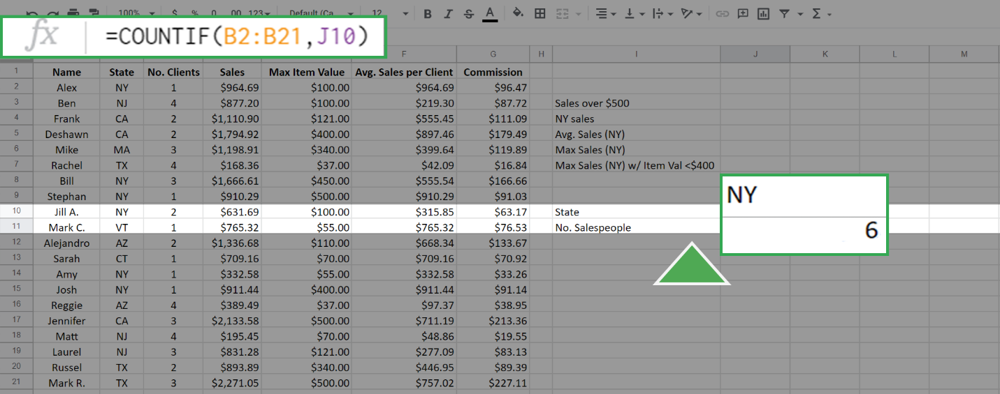 100% $ % .0 .00 123 Default (Ca 12 B I S A Σ
fx =COUNTIF(B2:B21,J10)
F G H I J K L M
1 Name State No. Clients Sales Max Item Value Avg. Sales per Client Commission
2 Alex NY 1 $964.69 $100.00 $964.69 $96.47
3 Ben NJ 4 $877.20 $100.00 $219.30 $87.72 Sales over $500
4 Frank CA 2 $1,110.90 $121.00 $555.45 $111.09 NY sales
5 Deshawn CA 2 $1,794.92 $400.00 $897.46 $179.49 Avg. Sales (NY)
6 Mike MA 3 $1,198.91 $340.00 $399.64 $119.89 Max Sales (NY)
7 Rachel TX 4 $168.36 $37.00 $42.09 $16.84 Max Sales (NY) w/ Item Val <$400
8 Bill NY 3 $1,666.61 $450.00 $555.54 $166.66
9 Stephan NY 1 $910.29 $500.00 $910.29 $91.03
10 Jill A. NY 2 $631.69 $100.00 $315.85 $63.17 State NY
11 Mark C. VT 1 $765.32 $55.00 $765.32 $76.53 No. Salespeople 6
12 Alejandro AZ 2 $1,336.68 $110.00 $668.34 $133.67
13 Sarah CT 1 $709.16 $70.00 $709.16 $70.92
14 Amy NY 1 $332.58 $55.00 $332.58 $33.26
15 Josh NY 1 $911.44 $400.00 $911.44 $91.14
16 Reggie AZ 4 $389.49 $37.00 $97.37 $38.95
17 Jennifer CA 3 $2,133.58 $500.00 $711.19 $213.36
18 Matt NJ 4 $195.45 $70.00 $48.86 $19.55
19 Laurel NJ 3 $831.28 $121.00 $277.09 $83.13
20 Russel TX 2 $893.89 $340.00 $446.95 $89.39
21 Mark R. TX 3 $2,271.05 $500.00 $757.02 $227.11